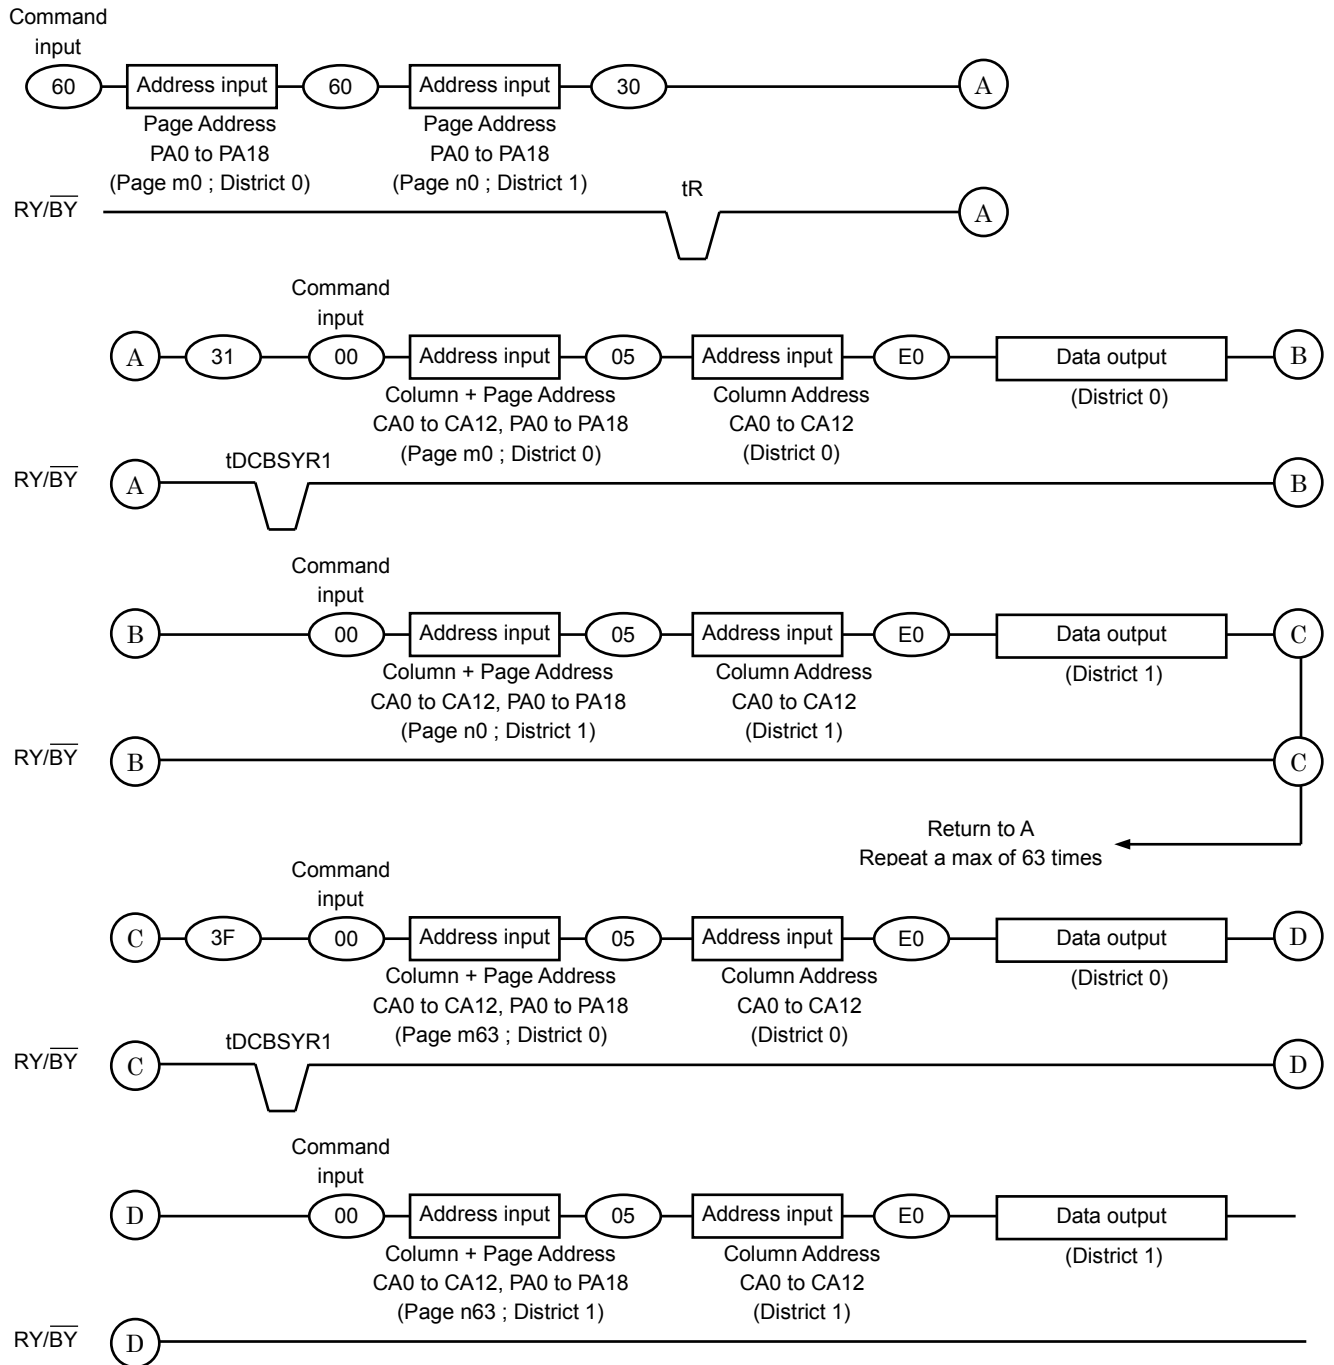 Command
input
60 Address input 60 Address input 30 A
Page Address Page Address
PA0 to PA18 PA0 to PA18
(Page m0 ; District 0) (Page n0 ; District 1)
tR
RY/BY A
Command
input
A 31 00 Address input 05 Address input E0 Data output B
Column + Page Address Column Address (District 0)
CA0 to CA12, PA0 to PA18 CA0 to CA12
(Page m0 ; District 0) (District 0)
tDCBSYR1
RY/BY A B
Command
input
B 00 Address input 05 Address input E0 Data output C
Column + Page Address Column Address (District 1)
CA0 to CA12, PA0 to PA18 CA0 to CA12
(Page n0 ; District 1) (District 1)
RY/BY B C
Return to A
Repeat a max of 63 times
Command
input
C 3F 00 Address input 05 Address input E0 Data output D
Column + Page Address Column Address (District 0)
CA0 to CA12, PA0 to PA18 CA0 to CA12
(Page m63 ; District 0) (District 0)
tDCBSYR1
RY/BY C D
Command
input
D 00 Address input 05 Address input E0 Data output
Column + Page Address Column Address (District 1)
CA0 to CA12, PA0 to PA18 CA0 to CA12
(Page n63 ; District 1) (District 1)
RY/BY D